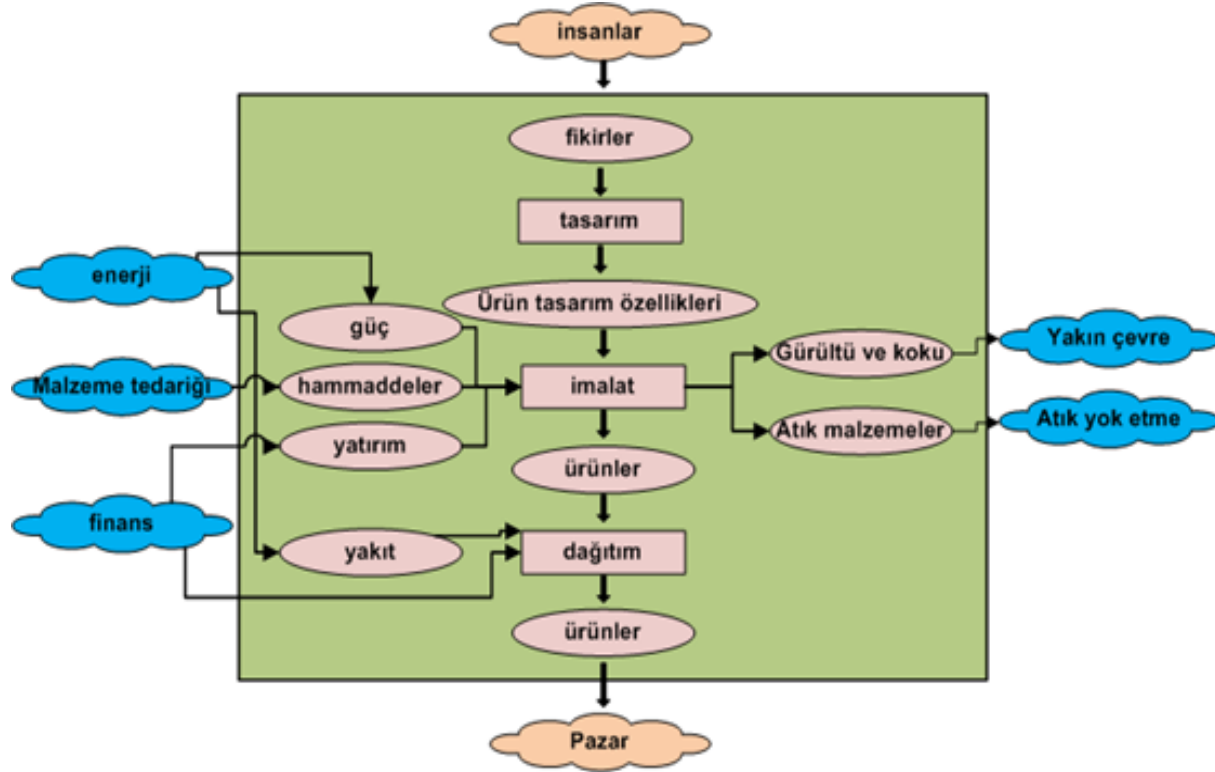 insanlar
fikirler
tasarım
enerji
Ürün tasarım özellikleri
güç
Gürültü ve koku
Yakın çevre
Malzeme tedariği
hammaddeler
imalat
yatırım
Atık malzemeler
Atık yok etme
ürünler
finans
yakıt
dağıtım
ürünler
Pazar